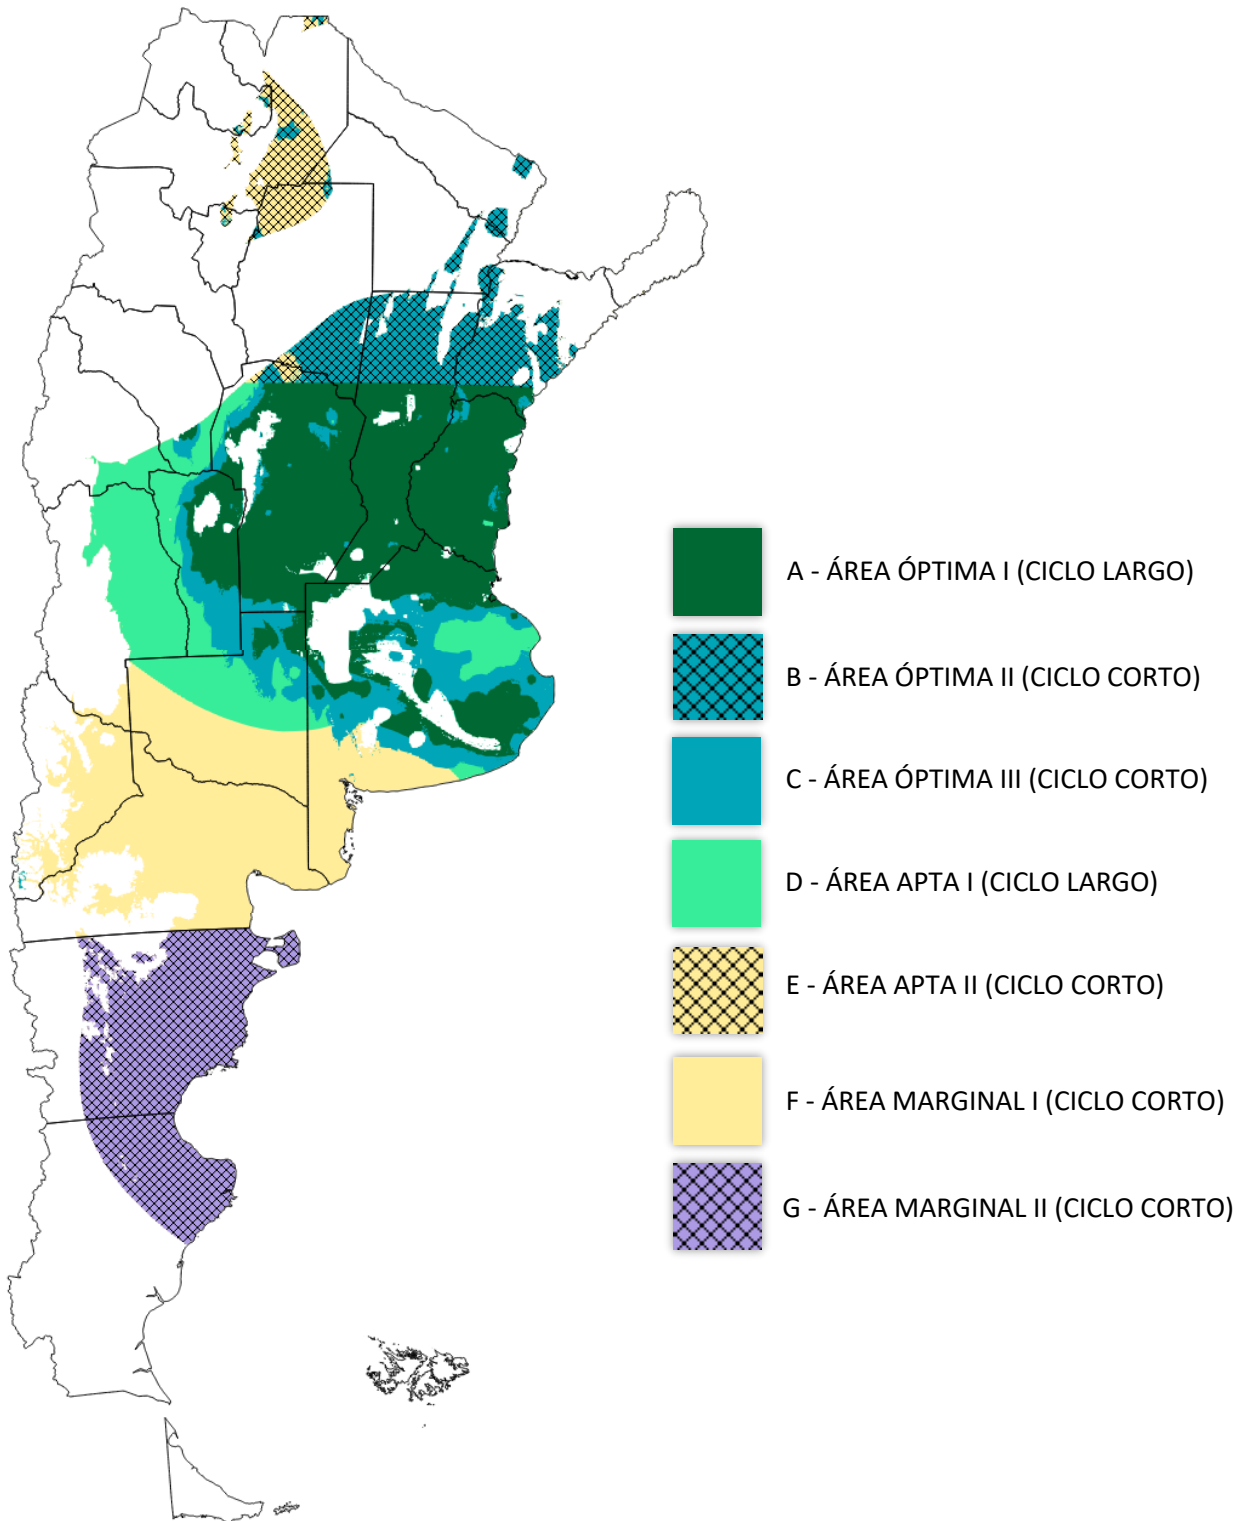 A - ÁREA ÓPTIMA I (CICLO LARGO)
B - ÁREA ÓPTIMA II (CICLO CORTO)
C - ÁREA ÓPTIMA III (CICLO CORTO)
D - ÁREA APTA I (CICLO LARGO)
E - ÁREA APTA II (CICLO CORTO)
F - ÁREA MARGINAL I (CICLO CORTO)
G - ÁREA MARGINAL II (CICLO CORTO)